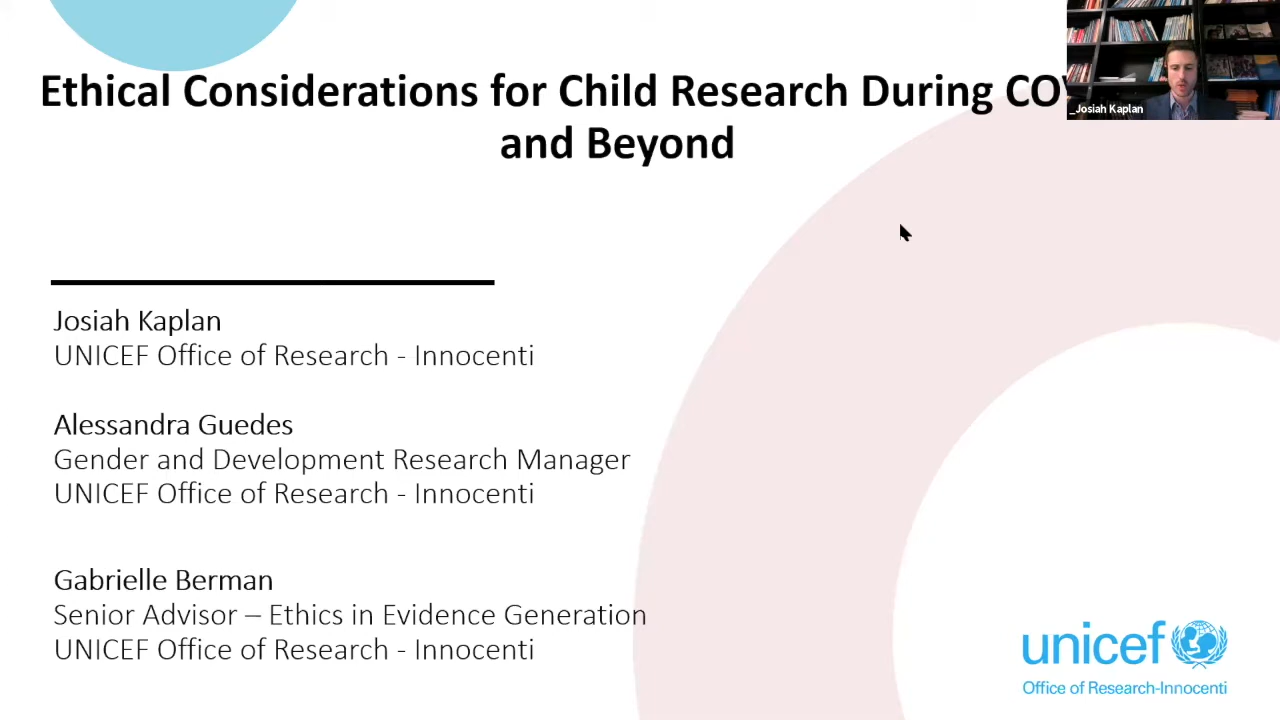 Ethical Considerations for Child Research During
and Beyond
_Josiah Kaplan
Josiah Kaplan
UNICEF Office of Research - Innocenti
Alessandra Guedes
Gender and Development Research Manager
UNICEF Office of Research - Innocenti
Gabrielle Berman
Senior Advisor – Ethics in Evidence Generation
UNICEF Office of Research - Innocenti
unicef
Office of Research-Innocenti